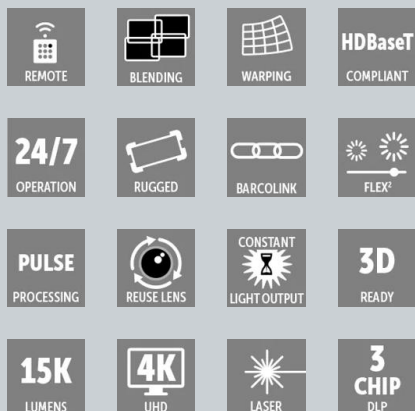 REMOTE
BLENDING
WARPING
HDBaseT
COMPLIANT
24/7
OPERATION
RUGGED
BARCOLINK
FLEX²
PULSE
PROCESSING
REUSE LENS
CONSTANT
LIGHT OUTPUT
3D
READY
15K
LUMENS
4K
UHD
LASER
3
CHIP
DLP